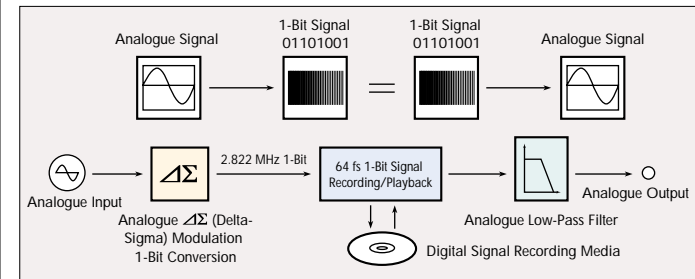 Analogue Signal
1-Bit Signal
01101001
1-Bit Signal
01101001
Analogue Signal
Analogue Input
ΔΣ
Analogue ΔΣ (Delta-
Sigma) Modulation
1-Bit Conversion
2.822 MHz 1-Bit
64 fs 1-Bit Signal
Recording/Playback
Digital Signal Recording Media
Analogue Low-Pass Filter
Analogue Output